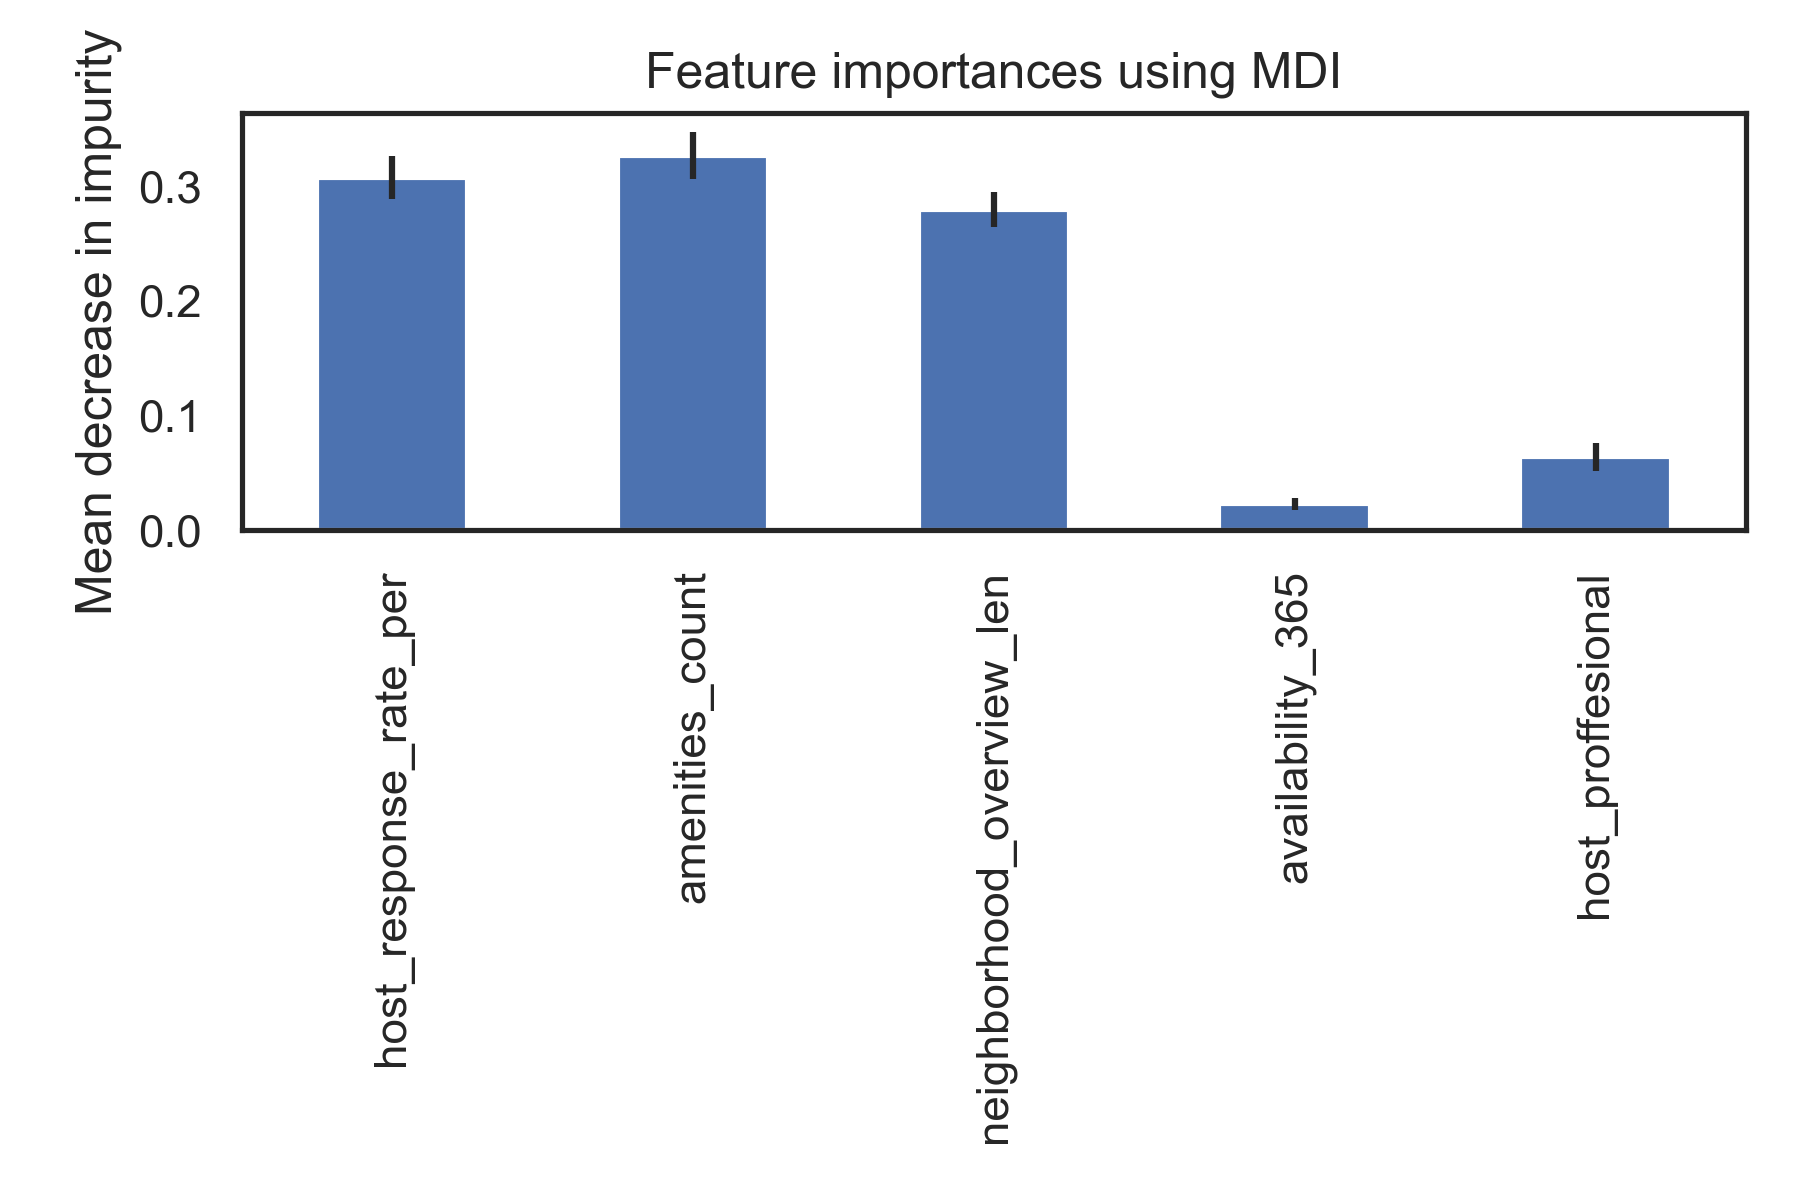 Feature importances using MDI
Mean decrease in impurity
0.3
0.2
0.1
0.0
host_response_rate_per
amenities_count
neighborhood_overview_len
availability_365
host_proffesional